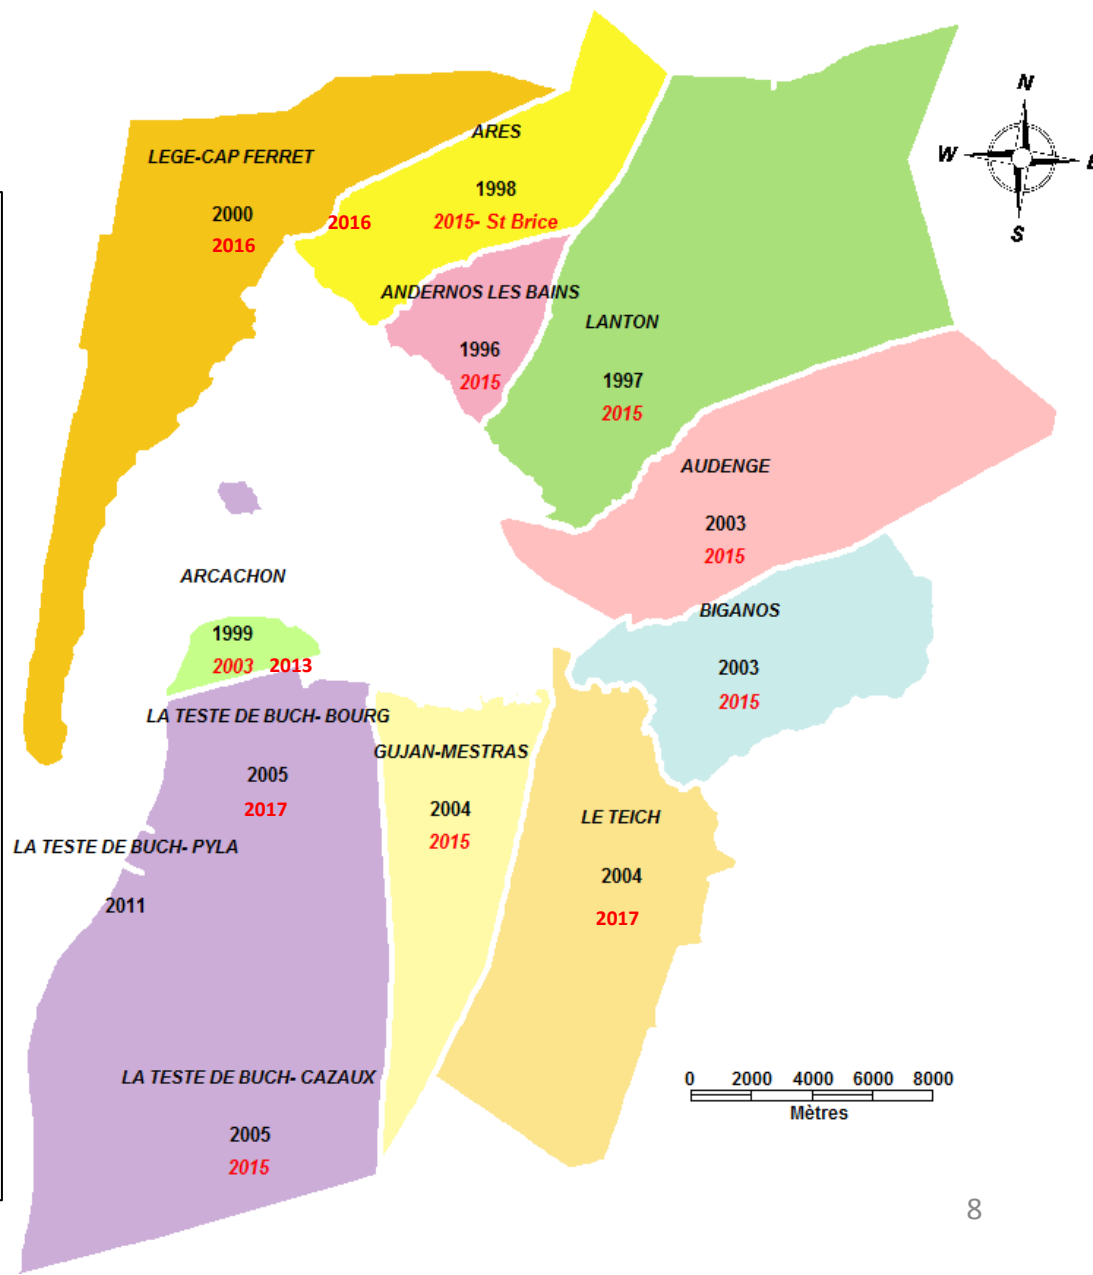 N
W
E
S
ARES
1998
2015- St Brice
2016
LEGE-CAP FERRET
2000
2016
ANDERNOS LES BAINS
1996
2015
LANTON
1997
2015
AUDENGE
2003
2015
ARCACHON
1999
2003 2013
BIGANOS
2003
2015
LA TESTE DE BUCH- BOURG
2005
2017
GUJAN-MESTRAS
2004
2015
LE TEICH
2004
2017
LA TESTE DE BUCH- PYLA
2011
LA TESTE DE BUCH- CAZAUX
2005
2015
0 2000 4000 6000 8000
Mètres
8